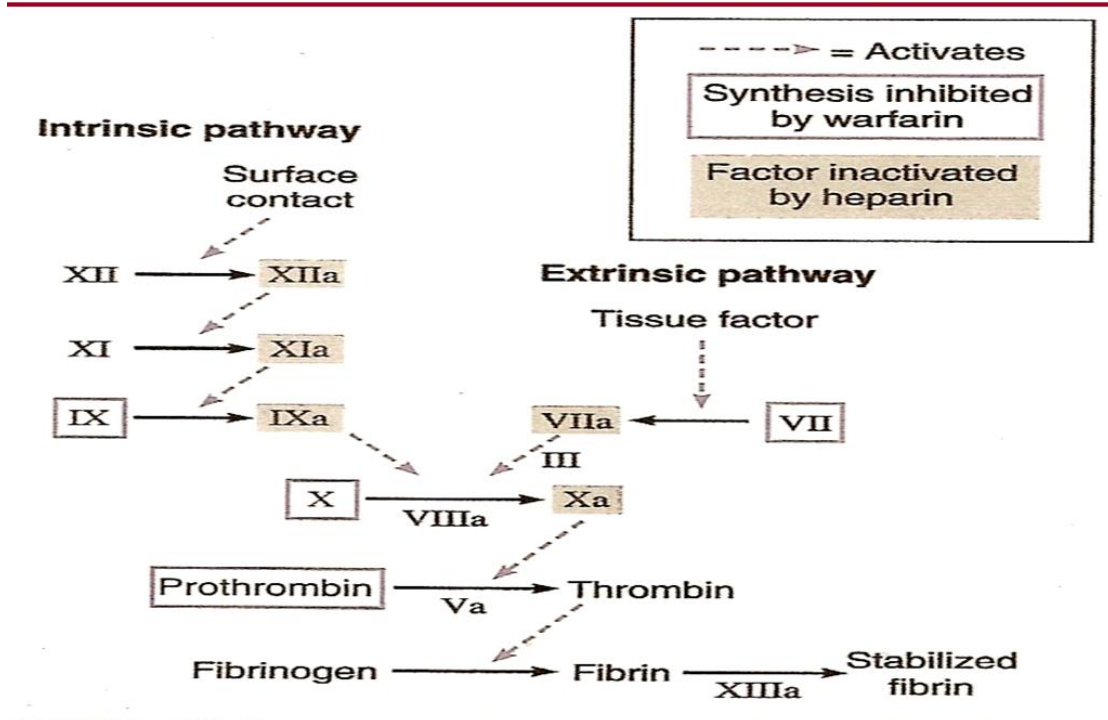 = Activates
Synthesis inhibited
by warfarin
Factor inactivated
by heparin
Intrinsic pathway
Surface
contact
XII
XIIa
Extrinsic pathway
Tissue factor
XI
XIa
IX
IXa
VIIa
VII
III
X
VIIIa
Xa
Prothrombin
Va
Thrombin
Fibrinogen
Fibrin
XIIIa
Stabilized
fibrin